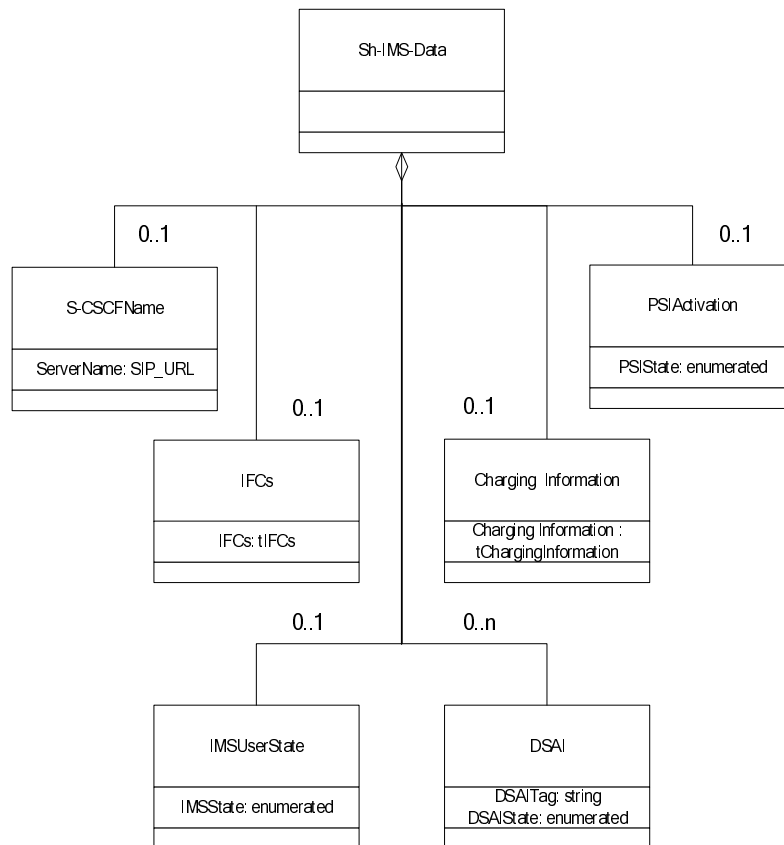 Sh-IMS-Data
0..1
0..1
S-CSCFName
ServerName: SIP_URL
PSIActivation
PSIState: enumerated
0..1
0..1
IFCs
IFCs: tIFCs
Charging Information
Charging Information :
tChargingInformation
0..1
0..n
IMSUserState
IMSState: enumerated
DSAI
DSAITag: string
DSAIState: enumerated